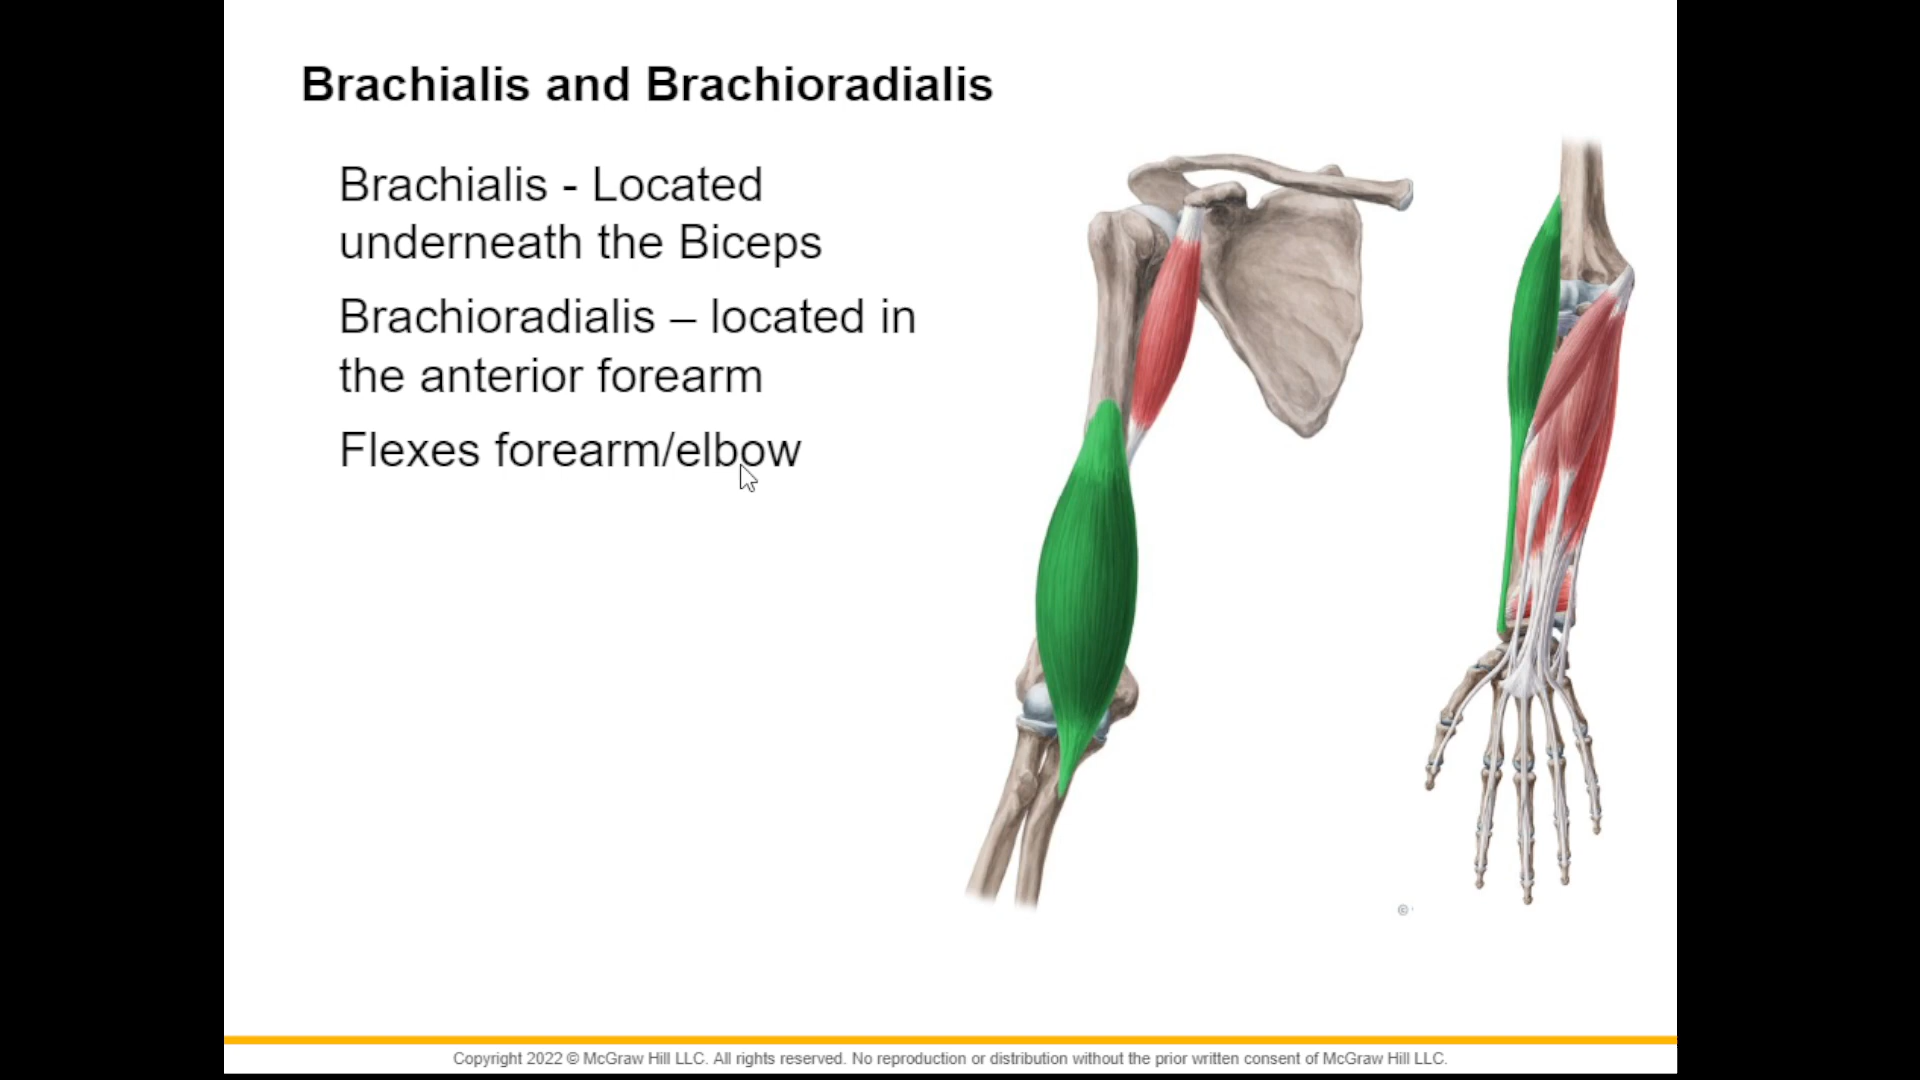 Brachialis and Brachioradialis
Brachialis - Located
underneath the Biceps
Brachioradialis – located in
the anterior forearm
Flexes forearm/elbow
©
Copyright 2022 © McGraw Hill LLC. All rights reserved. No reproduction or distribution without the prior written consent of McGraw Hill LLC.